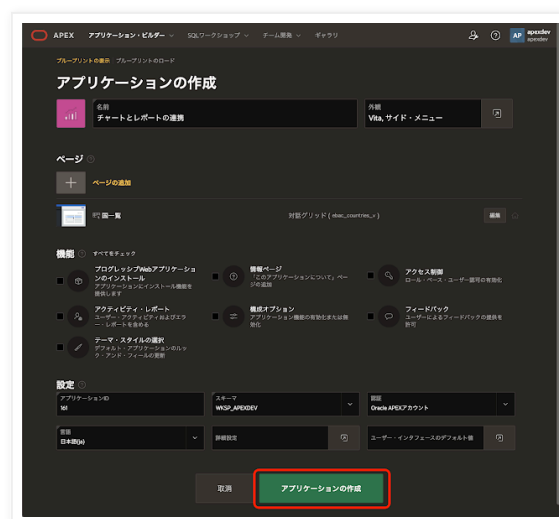 APEX アプリケーション・ビルダー SQLワークショップ チーム開発 ギャラリ AP apexdev
apexdev
ブループリントの表示 ブループリントのロード
アプリケーションの作成
名前
チャートとレポートの連携
外観
Vita, サイド・メニュー
ページ
ページの追加
国一覧 対話グリッド ( ebac_countries_v ) 編集
機能 すべてをチェック
プログレッシブWebアプリケーションのインストール
アプリケーションにインストール機能を提供します
情報ページ
「このアプリケーションについて」ページの追加
アクセス制御
ロール・ベース・ユーザー認可の有効化
アクティビティ・レポート
ユーザー・アクティビティおよびエラー・レポートを含める
構成オプション
アプリケーション機能の有効化または無効化
フィードバック
ユーザーによるフィードバックの提供を許可
テーマ・スタイルの選択
デフォルト・アプリケーションのルック・アンド・フィールの更新
設定
アプリケーションID
161
スキーマ
WKSP_APEXDEV
認証
Oracle APEXアカウント
言語
日本語(ja)
詳細設定
ユーザー・インタフェースのデフォルト値
取消 アプリケーションの作成